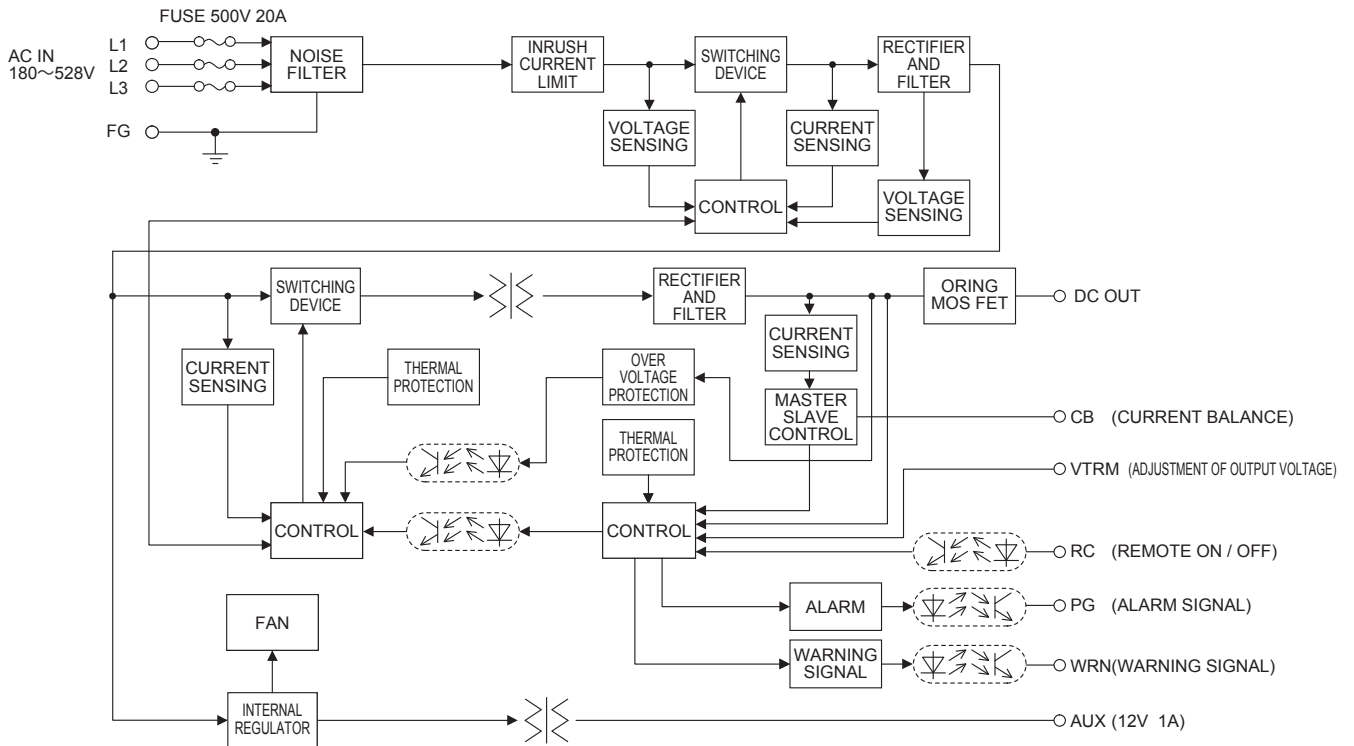 FUSE 500V 20A
AC IN
180～528V
L1
L2
L3
FG
NOISE
FILTER
INRUSH
CURRENT
LIMIT
SWITCHING
DEVICE
RECTIFIER
AND
FILTER
VOLTAGE
SENSING
CURRENT
SENSING
CONTROL
VOLTAGE
SENSING
SWITCHING
DEVICE
RECTIFIER
AND
FILTER
ORING
MOS FET
DC OUT
CURRENT
SENSING
THERMAL
PROTECTION
OVER
VOLTAGE
PROTECTION
CURRENT
SENSING
MASTER
SLAVE
CONTROL
CB (CURRENT BALANCE)
THERMAL
PROTECTION
VTRM (ADJUSTMENT OF OUTPUT VOLTAGE)
CONTROL
CONTROL
RC (REMOTE ON / OFF)
ALARM
PG (ALARM SIGNAL)
FAN
WARNING
SIGNAL
WRN(WARNING SIGNAL)
INTERNAL
REGULATOR
AUX (12V 1A)